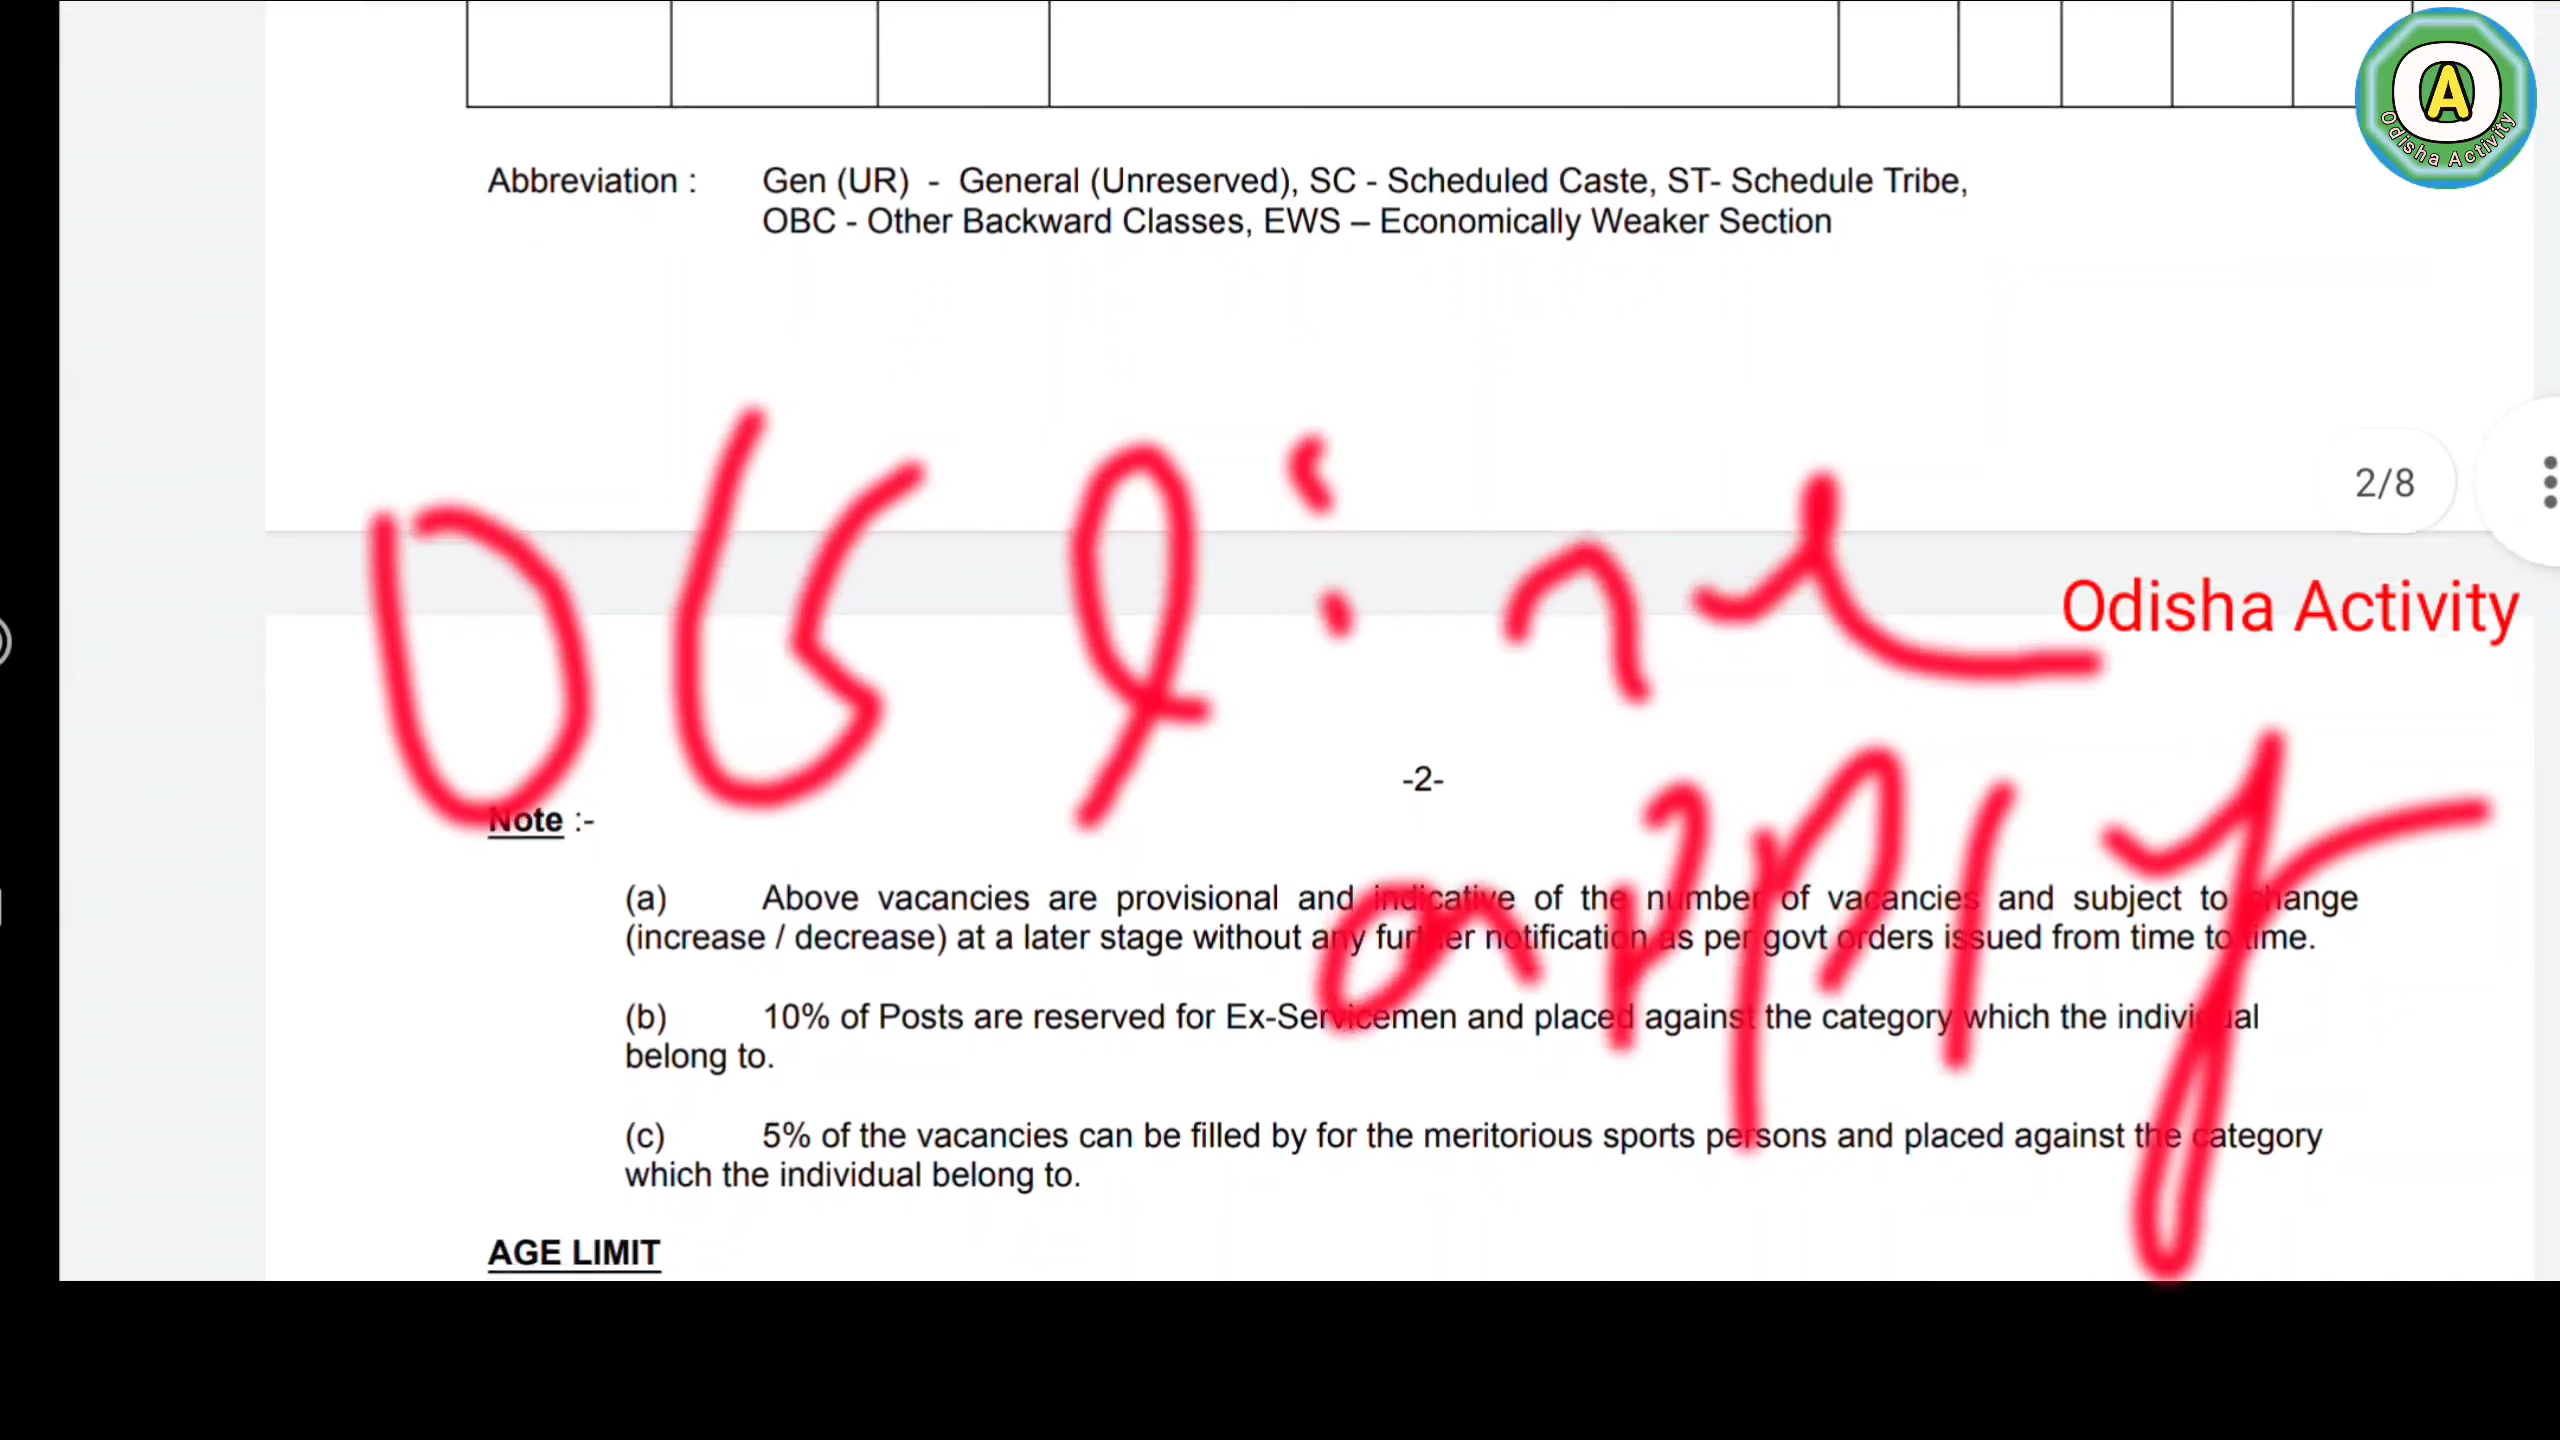 A
Odisha Activity
Abbreviation : Gen (UR) - General (Unreserved), SC - Scheduled Caste, ST- Schedule Tribe,
OBC - Other Backward Classes, EWS – Economically Weaker Section
2/8
Offline
Odisha Activity
apply
-2-
Note :-
(a) Above vacancies are provisional and indicative of the number of vacancies and subject to change
(increase / decrease) at a later stage without any further notification as per govt orders issued from time to time.
(b) 10% of Posts are reserved for Ex-Servicemen and placed against the category which the individual
belong to.
(c) 5% of the vacancies can be filled by for the meritorious sports persons and placed against the category
which the individual belong to.
AGE LIMIT